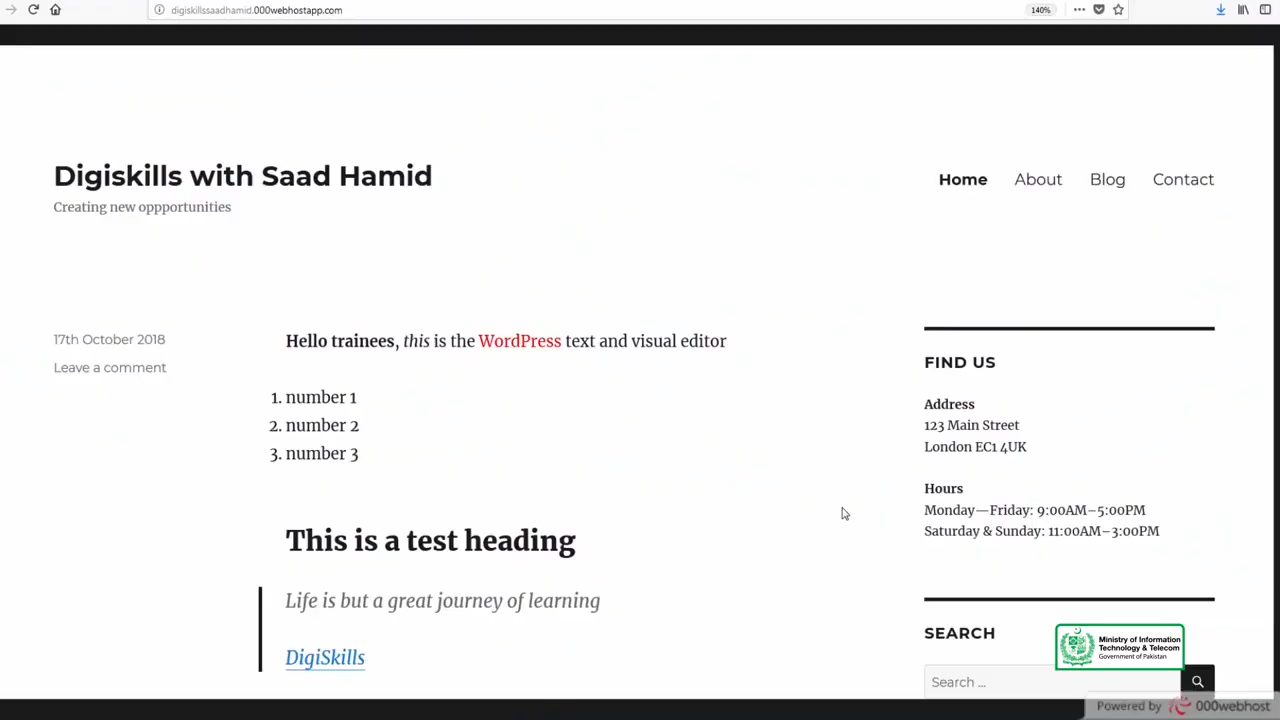 digiskillssaadhamid.000webhostapp.com
140%
Digiskills with Saad Hamid
Creating new oppportunities
Home About Blog Contact
17th October 2018
Leave a comment
Hello trainees, this is the WordPress text and visual editor
1. number 1
2. number 2
3. number 3
This is a test heading
Life is but a great journey of learning
DigiSkills
FIND US
Address
123 Main Street
London EC1 4UK
Hours
Monday—Friday: 9:00AM–5:00PM
Saturday & Sunday: 11:00AM–3:00PM
SEARCH
Search ...
Ministry of Information
Technology & Telecom
Government of Pakistan
Powered by 000webhost